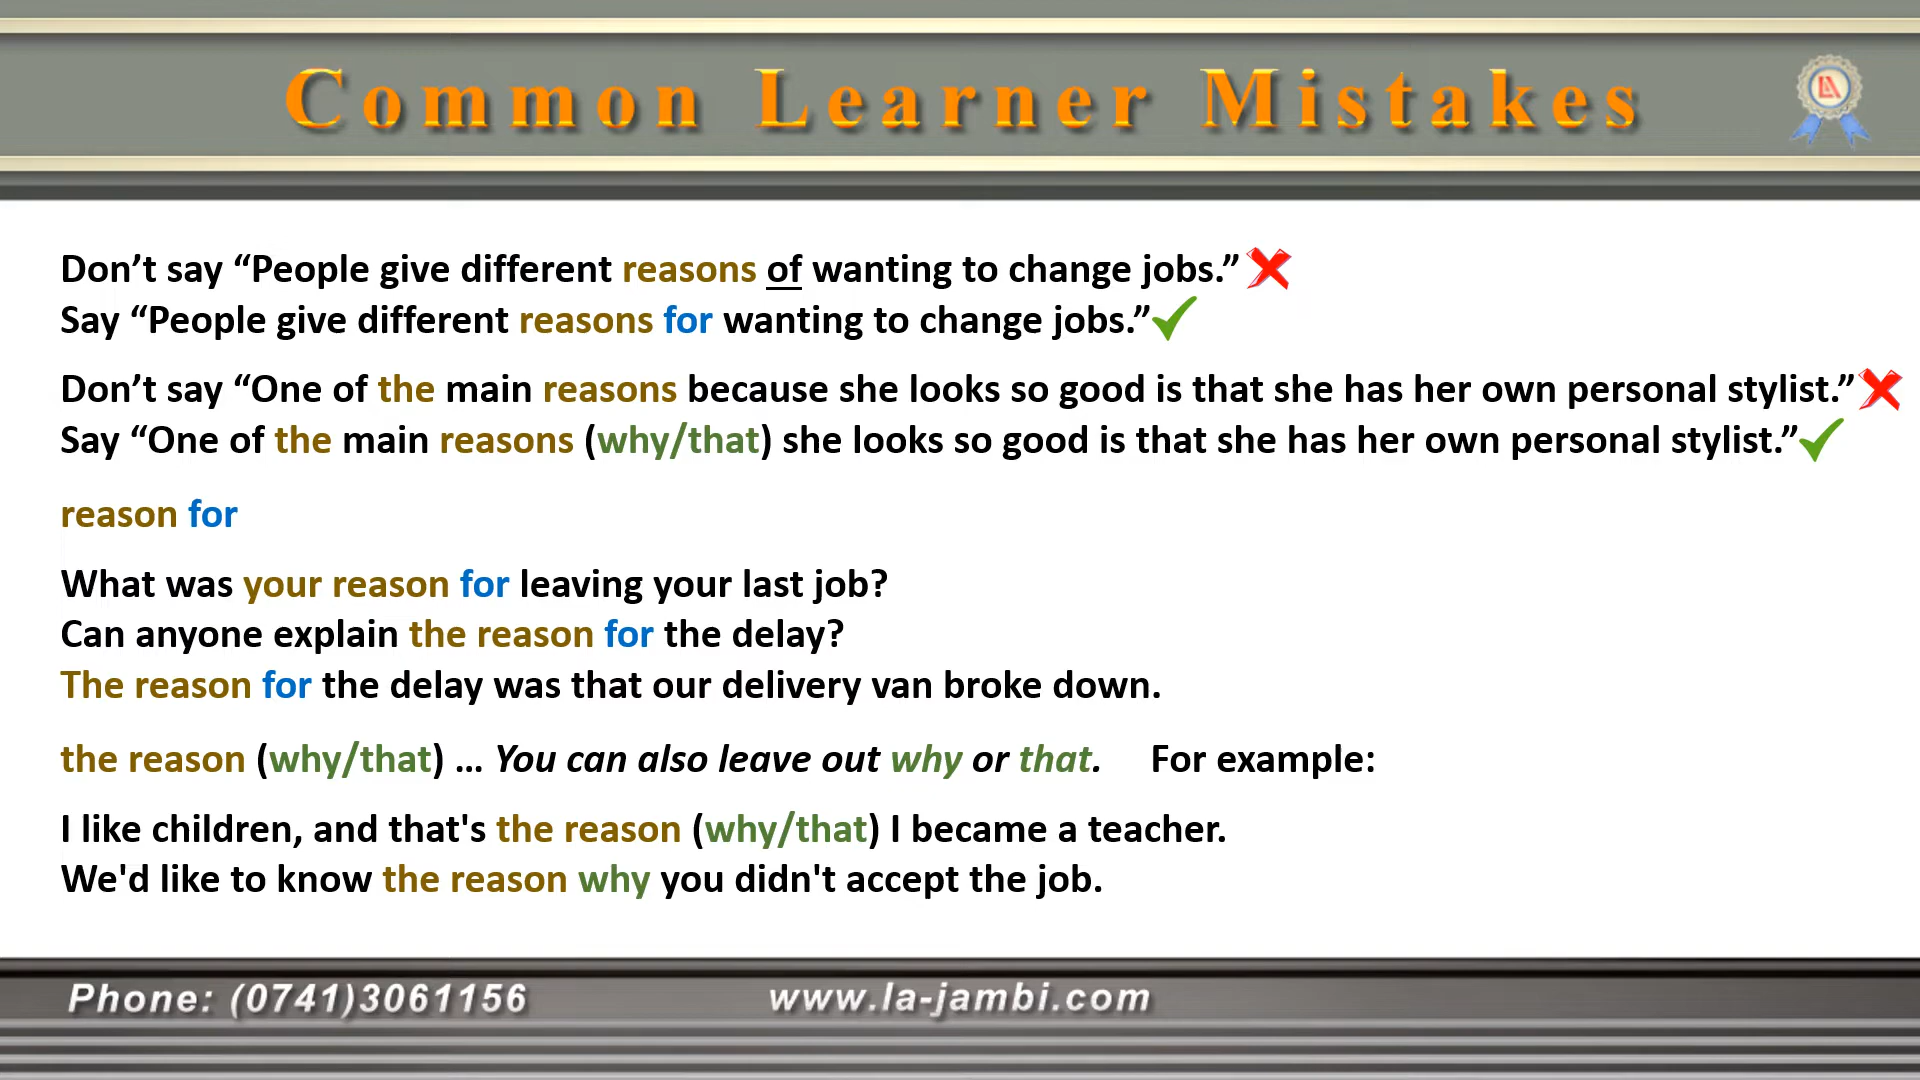 Common Learner Mistakes
LA
Don’t say “People give different reasons of wanting to change jobs.”
Say “People give different reasons for wanting to change jobs.”
Don’t say “One of the main reasons because she looks so good is that she has her own personal stylist.”
Say “One of the main reasons (why/that) she looks so good is that she has her own personal stylist.”
reason for
What was your reason for leaving your last job?
Can anyone explain the reason for the delay?
The reason for the delay was that our delivery van broke down.
the reason (why/that) ... You can also leave out why or that. For example:
I like children, and that's the reason (why/that) I became a teacher.
We'd like to know the reason why you didn't accept the job.
Phone: (0741)3061156 www.la-jambi.com